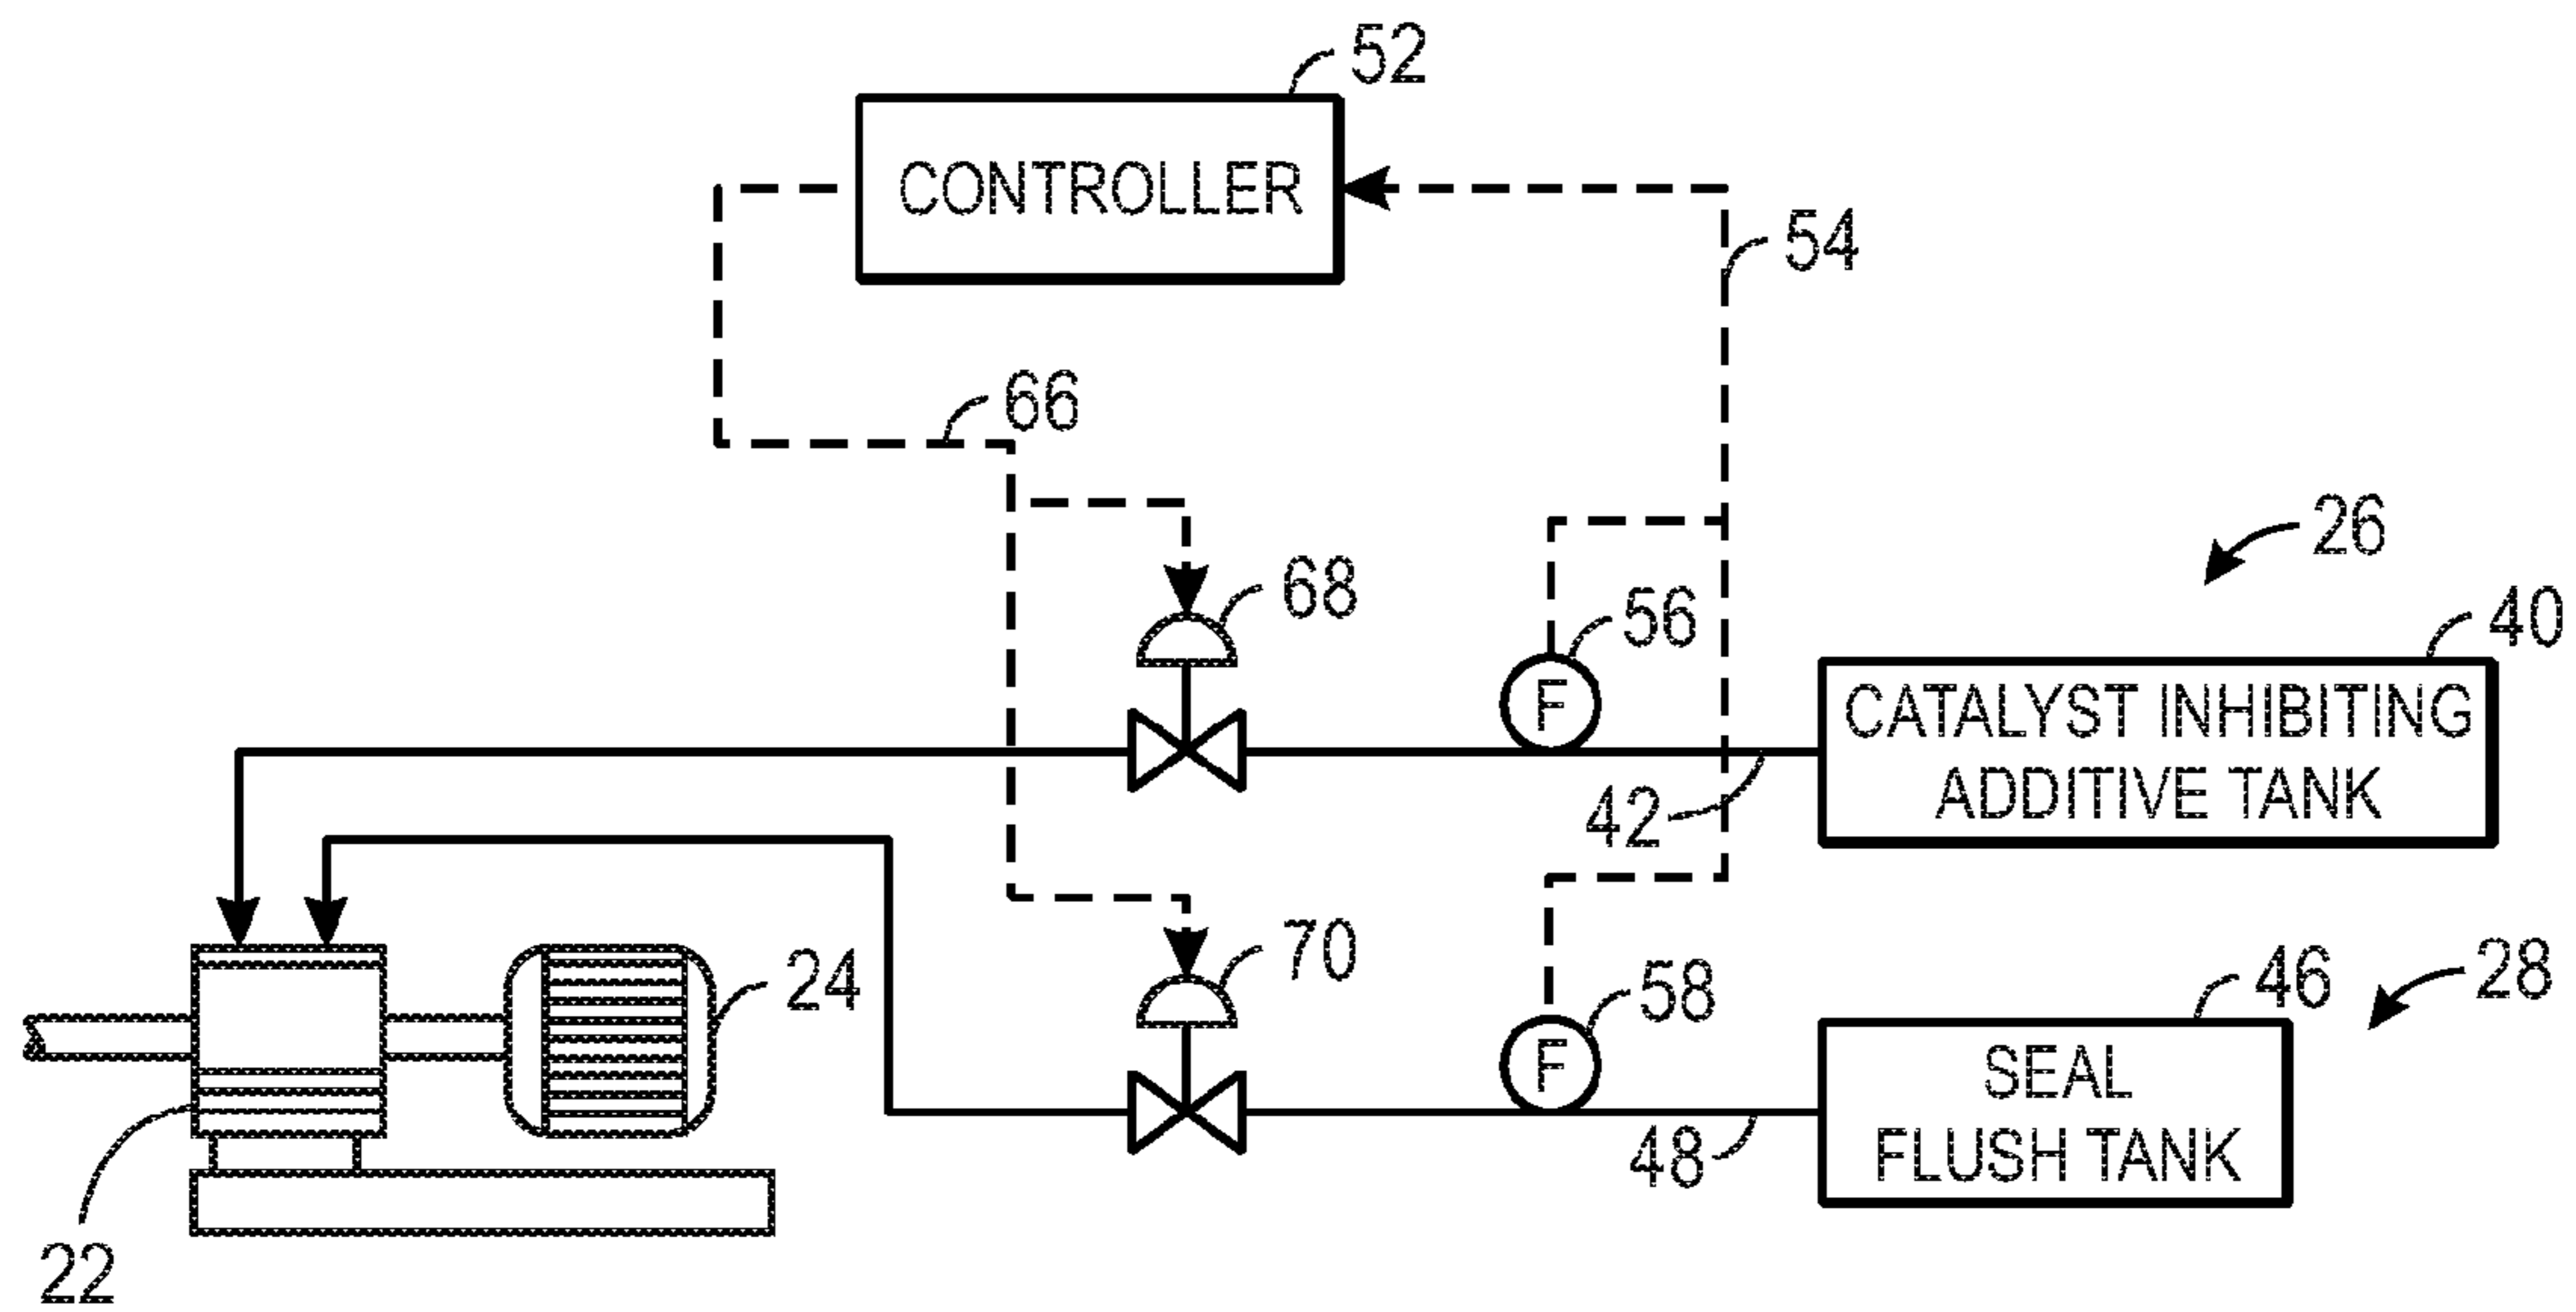 52
CONTROLLER
54
66
26
68
56
40
F
CATALYST INHIBITING
ADDITIVE TANK
42
24
70
58
46
28
F
SEAL
FLUSH TANK
48
22